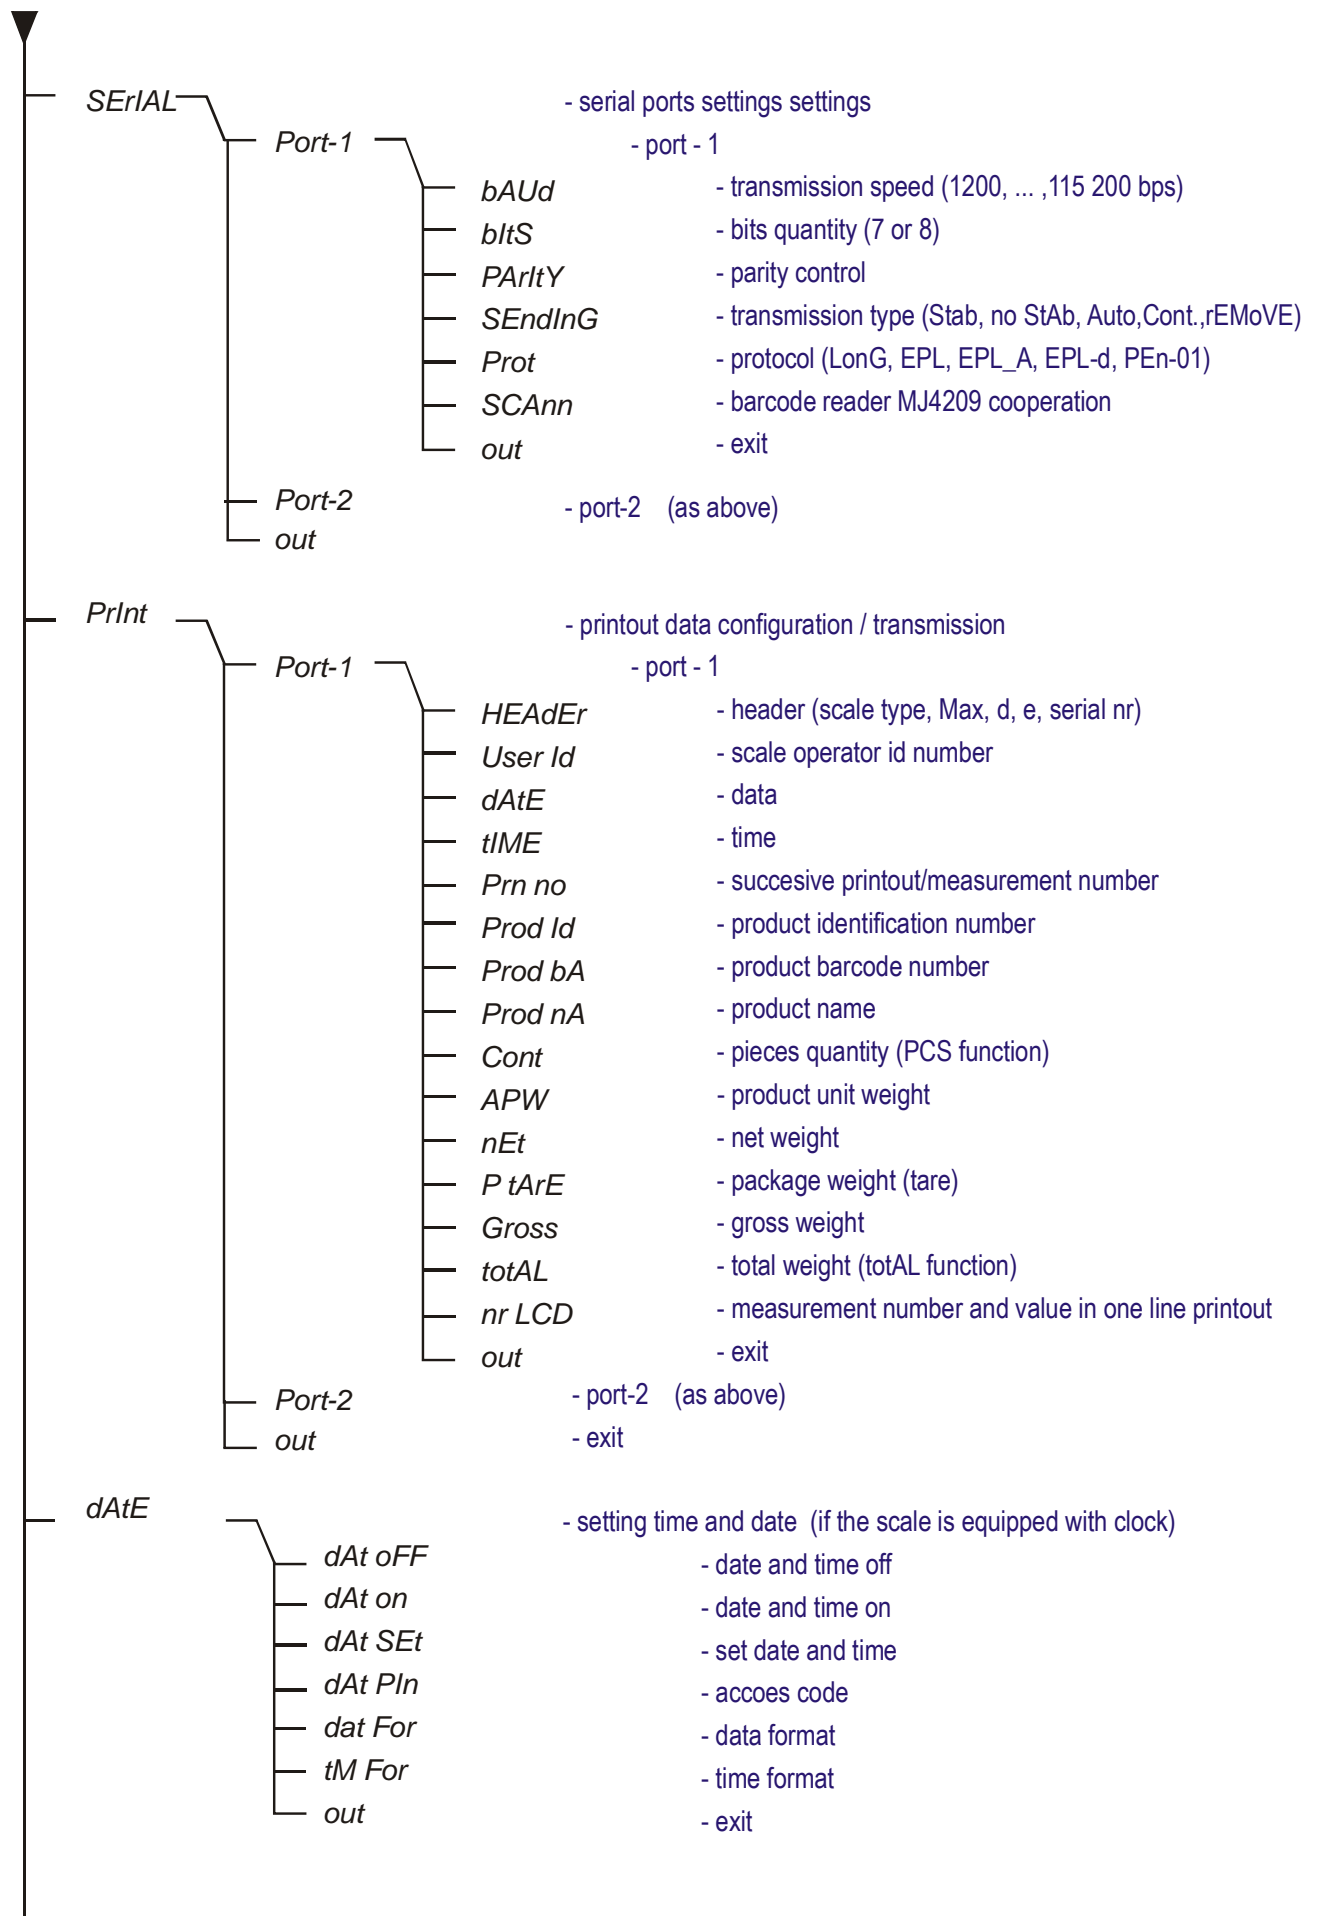 SErIAL - serial ports settings settings
Port-1 - port - 1
bAUd - transmission speed (1200, ... ,115 200 bps)
bItS - bits quantity (7 or 8)
PArItY - parity control
SEndInG - transmission type (Stab, no StAb, Auto,Cont.,rEMoVE)
Prot - protocol (LonG, EPL, EPL_A, EPL-d, PEn-01)
SCAnn - barcode reader MJ4209 cooperation
out - exit
Port-2 - port-2 (as above)
out
PrInt - printout data configuration / transmission
Port-1 - port - 1
HEAdEr - header (scale type, Max, d, e, serial nr)
User Id - scale operator id number
dAtE - data
tIME - time
Prn no - succesive printout/measurement number
Prod Id - product identification number
Prod bA - product barcode number
Prod nA - product name
Cont - pieces quantity (PCS function)
APW - product unit weight
nEt - net weight
P tArE - package weight (tare)
Gross - gross weight
totAL - total weight (totAL function)
nr LCD - measurement number and value in one line printout
out - exit
Port-2 - port-2 (as above)
out - exit
dAtE - setting time and date (if the scale is equipped with clock)
dAt oFF - date and time off
dAt on - date and time on
dAt SEt - set date and time
dAt PIn - accoes code
dat For - data format
tM For - time format
out - exit